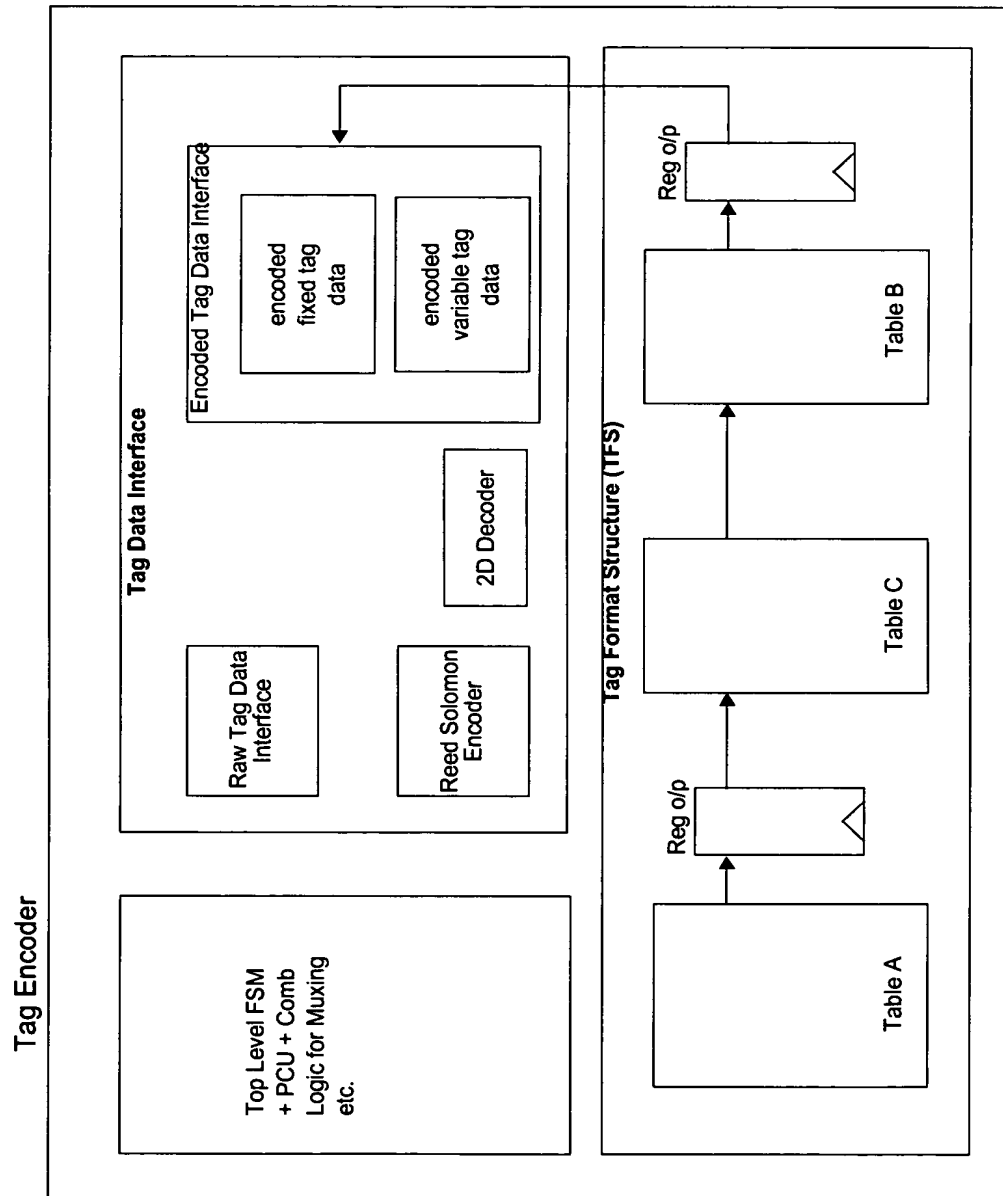 Tag Encoder
Top Level FSM
+ PCU + Comb
Logic for Muxing
etc.
Tag Data Interface
Raw Tag Data
Interface
Reed Solomon
Encoder
2D Decoder
Encoded Tag Data Interface
encoded
fixed tag
data
encoded
variable tag
data
Tag Format Structure (TFS)
Table A
Reg o/p
Table C
Table B
Reg o/p